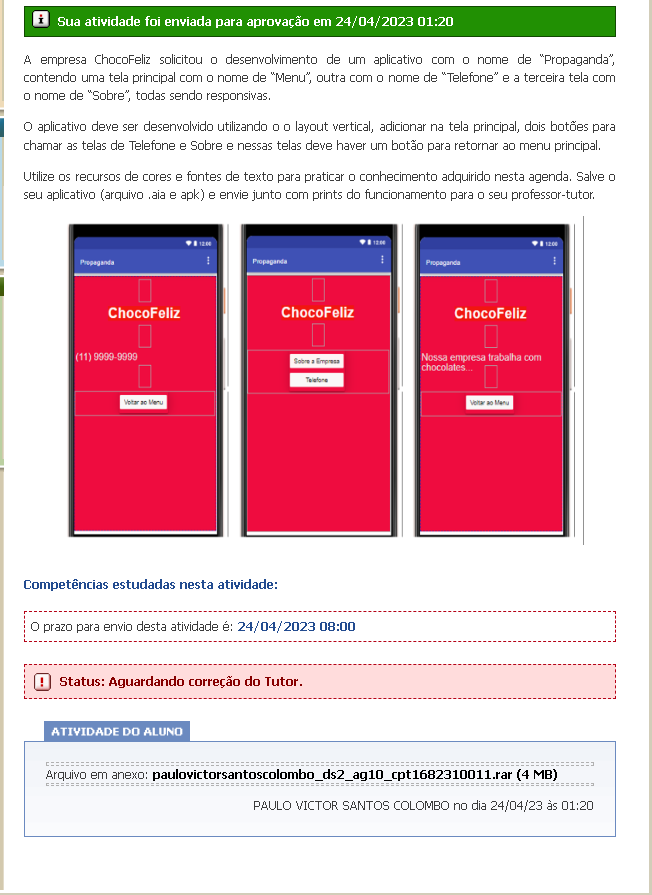 Sua atividade foi enviada para aprovação em 24/04/2023 01:20
A empresa ChocoFeliz solicitou o desenvolvimento de um aplicativo com o nome de “Propaganda”,
contendo uma tela principal com o nome de “Menu”, outra com o nome de “Telefone” e a terceira tela com
o nome de “Sobre”, todas sendo responsivas.
O aplicativo deve ser desenvolvido utilizando o o layout vertical, adicionar na tela principal, dois botões para
chamar as telas de Telefone e Sobre e nessas telas deve haver um botão para retornar ao menu principal.
Utilize os recursos de cores e fontes de texto para praticar o conhecimento adquirido nesta agenda. Salve o
seu aplicativo (arquivo .aia e apk) e envie junto com prints do funcionamento para o seu professor-tutor.
12:00
Propaganda
ChocoFeliz
(11) 9999-9999
Voltar ao Menu
12:00
Propaganda
ChocoFeliz
Sobre a Empresa
Telefone
12:00
Propaganda
ChocoFeliz
Nossa empresa trabalha com
chocolates...
Voltar ao Menu
Competências estudadas nesta atividade:
O prazo para envio desta atividade é: 24/04/2023 08:00
Status: Aguardando correção do Tutor.
ATIVIDADE DO ALUNO
Arquivo em anexo: paulovictorsantoscolombo_ds2_ag10_cpt1682310011.rar (4 MB)
PAULO VICTOR SANTOS COLOMBO no dia 24/04/23 às 01:20